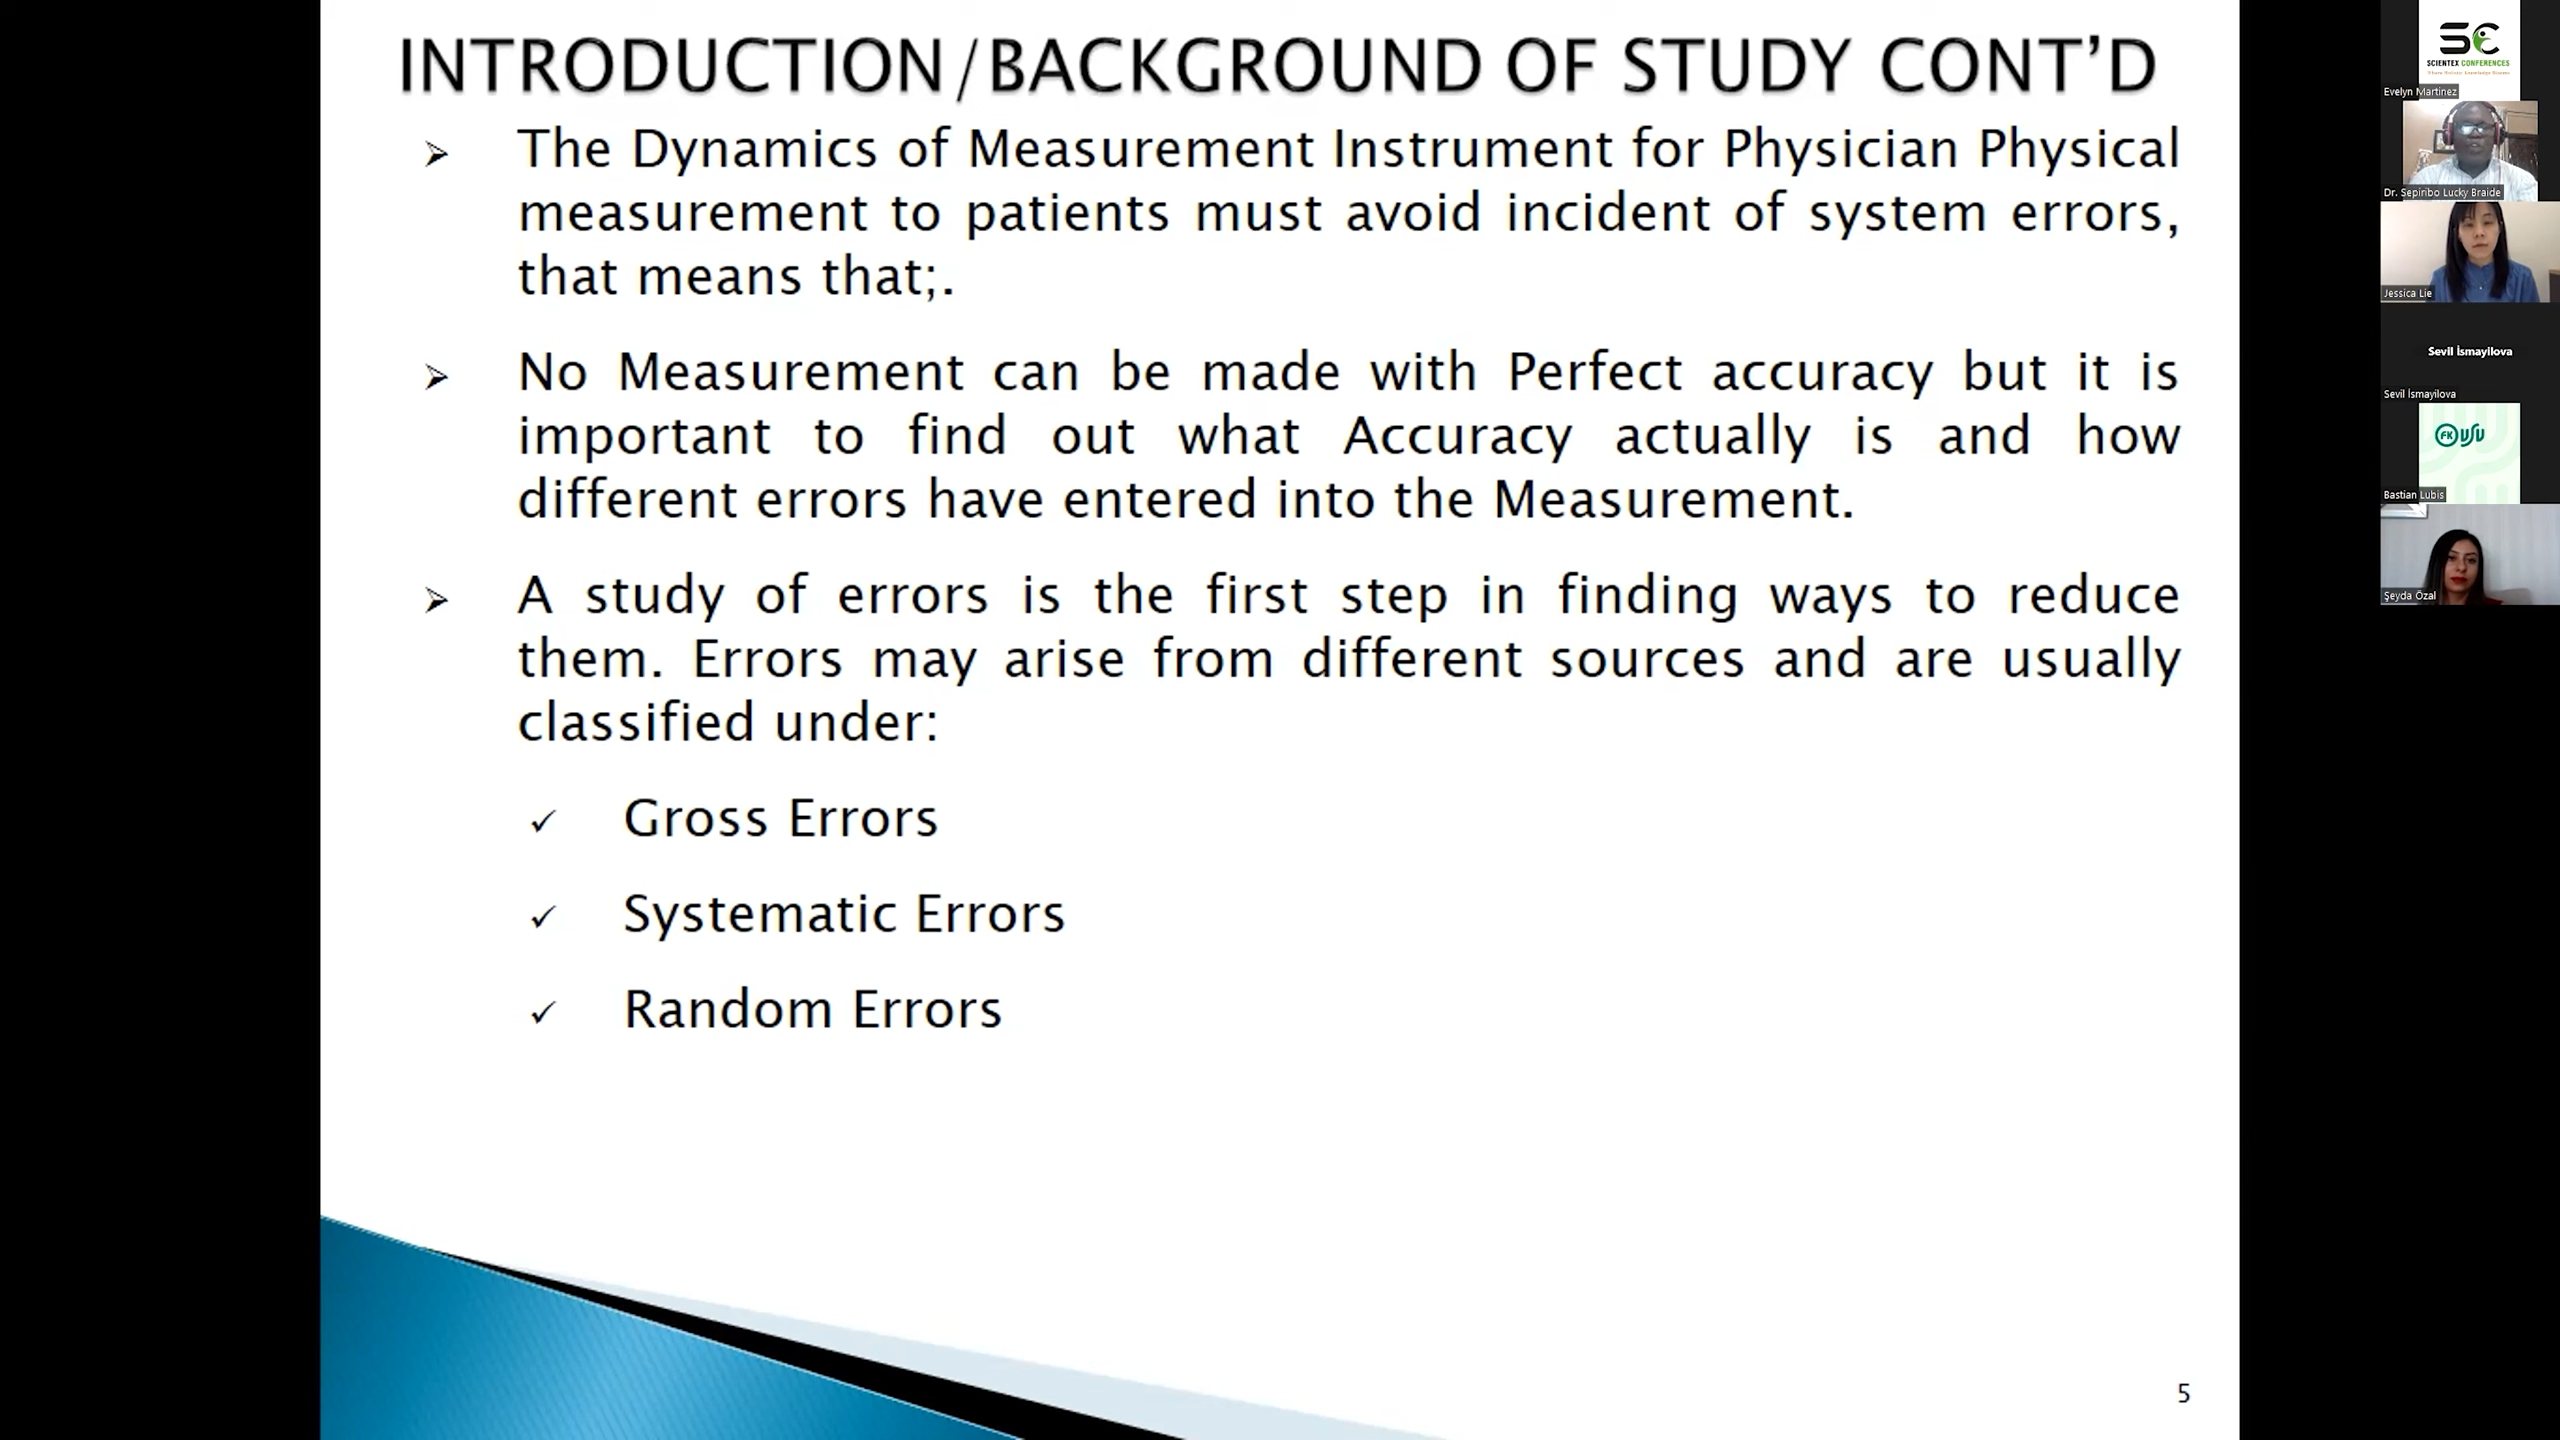 INTRODUCTION/BACKGROUND OF STUDY CONT’D
The Dynamics of Measurement Instrument for Physician Physical
measurement to patients must avoid incident of system errors,
that means that;.
No Measurement can be made with Perfect accuracy but it is
important to find out what Accuracy actually is and how
different errors have entered into the Measurement.
A study of errors is the first step in finding ways to reduce
them. Errors may arise from different sources and are usually
classified under:
Gross Errors
Systematic Errors
Random Errors
5
SC
SCIENTEX CONFERENCES
Evelyn Martinez
Dr. Sepiribo Lucky Braide
Jessica Lie
Sevil İsmayilova
Sevil İsmayilova
FK USU
Bastian Lubis
Şeyda Özal